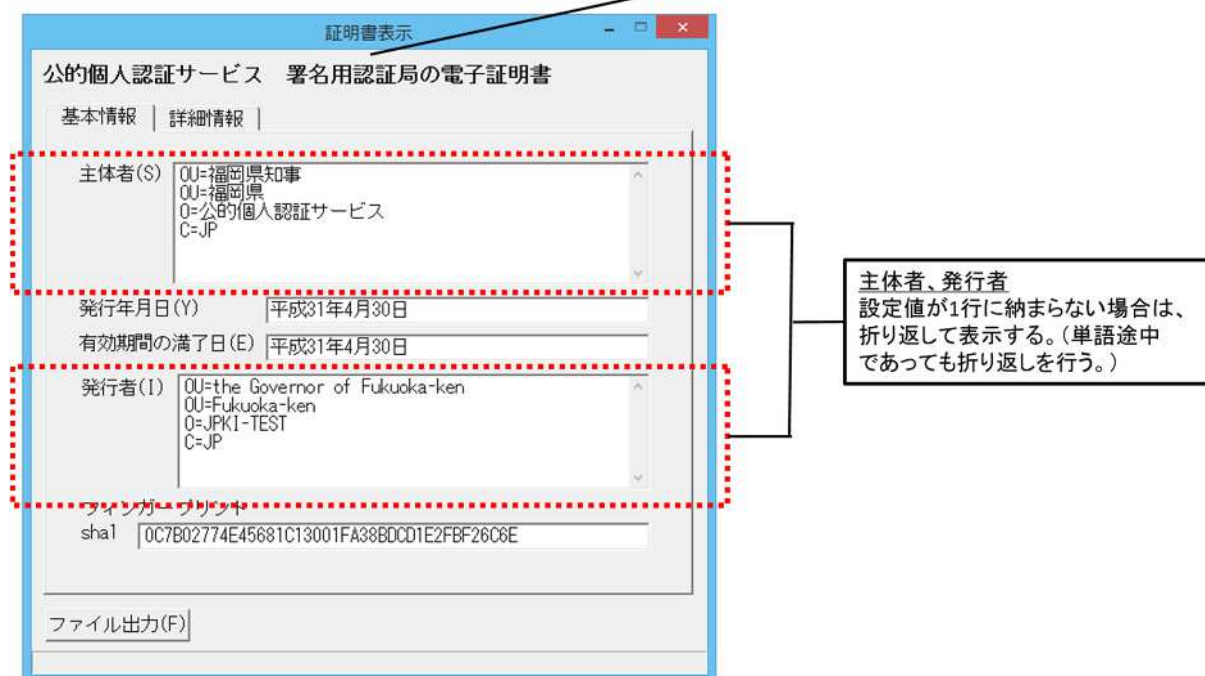 証明書表示
公的個人認証サービス 署名用認証局の電子証明書
基本情報
詳細情報
主体者(S)
OU=福岡県知事
OU=福岡県
O=公的個人認証サービス
C=JP
発行年月日(Y)
平成31年4月30日
有効期間の満了日(E)
平成31年4月30日
発行者(I)
OU=the Governor of Fukuoka-ken
OU=Fukuoka-ken
O=JPKI-TEST
C=JP
フィンガープリント
sha1
0C7B02774E45681C13001FA38BDCD1E2FBF26C6E
ファイル出力(F)
主体者、発行者
設定値が1行に納まらない場合は、
折り返して表示する。（単語途中
であっても折り返しを行う。）